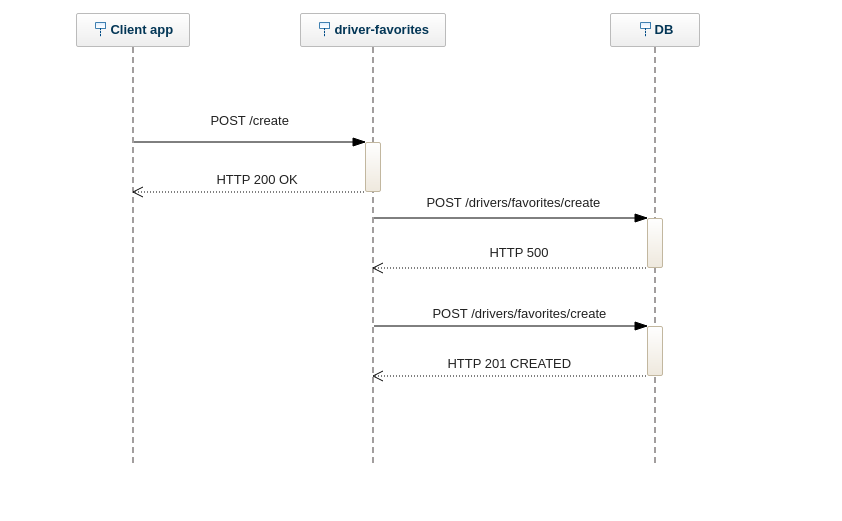 Client app
driver-favorites
DB
POST /create
HTTP 200 OK
POST /drivers/favorites/create
HTTP 500
POST /drivers/favorites/create
HTTP 201 CREATED